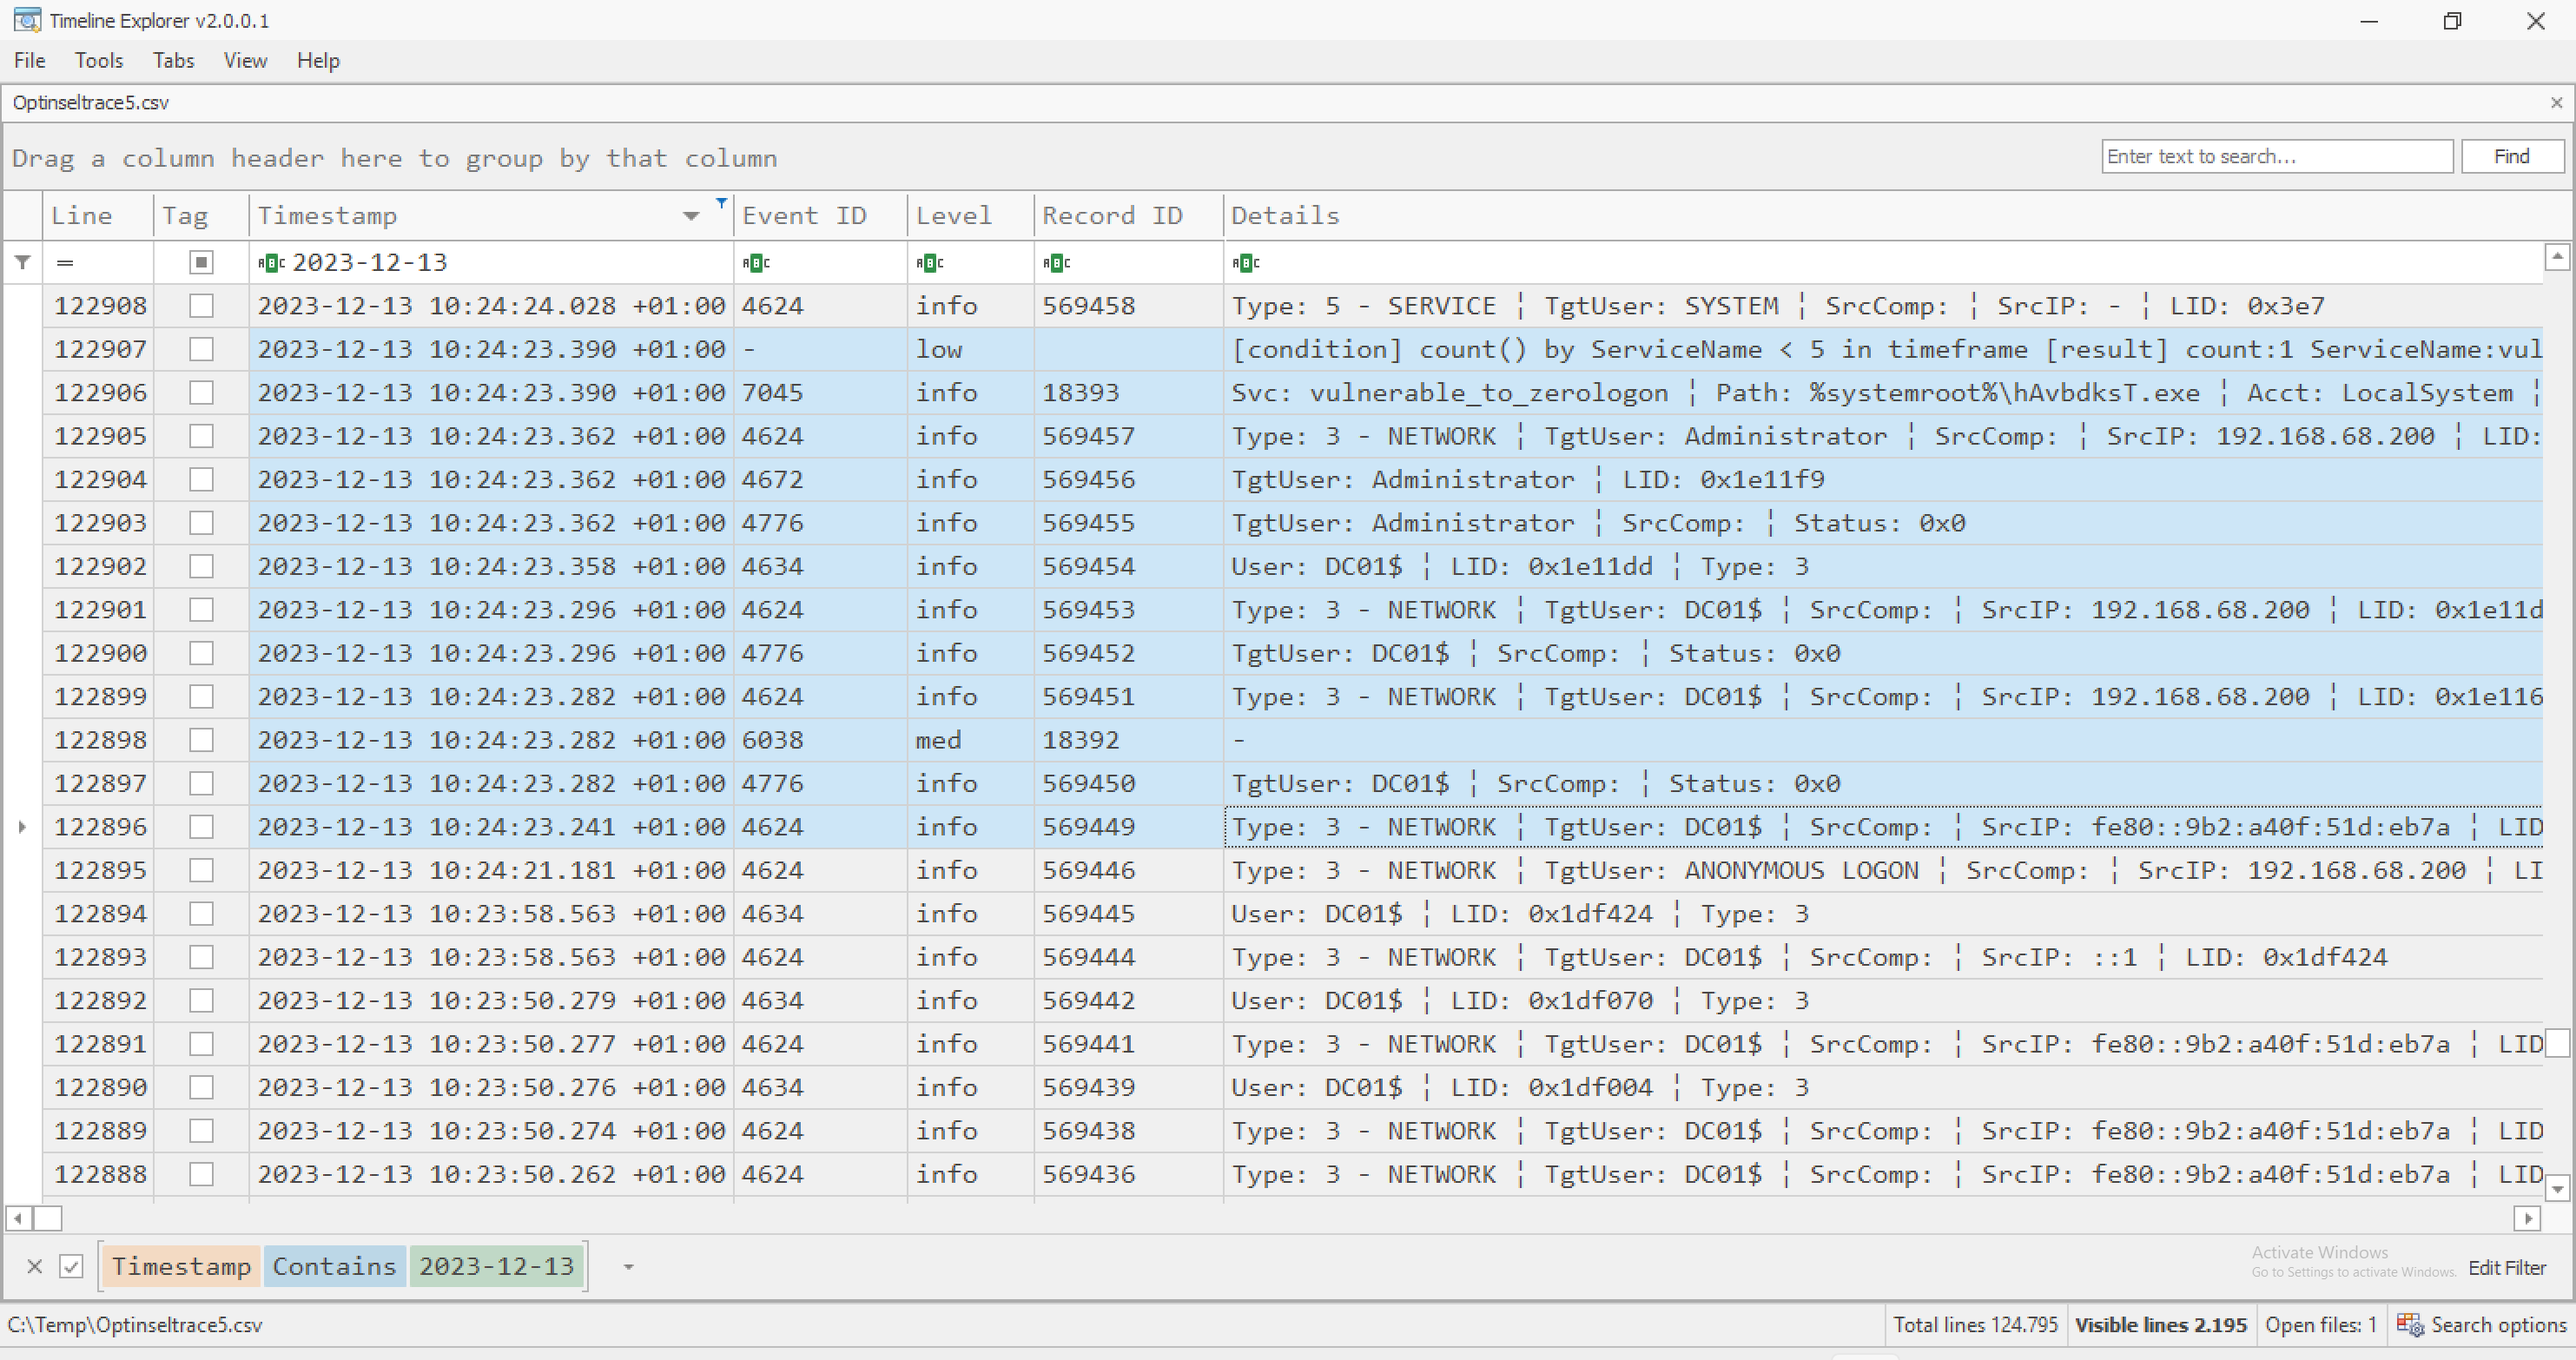 Timeline Explorer v2.0.0.1
File Tools Tabs View Help
Optinseltrace5.csv
Drag a column header here to group by that column
Enter text to search... Find
Line Tag Timestamp Event ID Level Record ID Details
= ABC 2023-12-13 ABC ABC ABC ABC
122908 2023-12-13 10:24:24.028 +01:00 4624 info 569458 Type: 5 - SERVICE ¦ TgtUser: SYSTEM ¦ SrcComp: ¦ SrcIP: - ¦ LID: 0x3e7
122907 2023-12-13 10:24:23.390 +01:00 - low [condition] count() by ServiceName < 5 in timeframe [result] count:1 ServiceName:vul
122906 2023-12-13 10:24:23.390 +01:00 7045 info 18393 Svc: vulnerable_to_zerologon ¦ Path: %systemroot%\hAvbdksT.exe ¦ Acct: LocalSystem ¦
122905 2023-12-13 10:24:23.362 +01:00 4624 info 569457 Type: 3 - NETWORK ¦ TgtUser: Administrator ¦ SrcComp: ¦ SrcIP: 192.168.68.200 ¦ LID:
122904 2023-12-13 10:24:23.362 +01:00 4672 info 569456 TgtUser: Administrator ¦ LID: 0x1e11f9
122903 2023-12-13 10:24:23.362 +01:00 4776 info 569455 TgtUser: Administrator ¦ SrcComp: ¦ Status: 0x0
122902 2023-12-13 10:24:23.358 +01:00 4634 info 569454 User: DC01$ ¦ LID: 0x1e11dd ¦ Type: 3
122901 2023-12-13 10:24:23.296 +01:00 4624 info 569453 Type: 3 - NETWORK ¦ TgtUser: DC01$ ¦ SrcComp: ¦ SrcIP: 192.168.68.200 ¦ LID: 0x1e11d
122900 2023-12-13 10:24:23.296 +01:00 4776 info 569452 TgtUser: DC01$ ¦ SrcComp: ¦ Status: 0x0
122899 2023-12-13 10:24:23.282 +01:00 4624 info 569451 Type: 3 - NETWORK ¦ TgtUser: DC01$ ¦ SrcComp: ¦ SrcIP: 192.168.68.200 ¦ LID: 0x1e116
122898 2023-12-13 10:24:23.282 +01:00 6038 med 18392 -
122897 2023-12-13 10:24:23.282 +01:00 4776 info 569450 TgtUser: DC01$ ¦ SrcComp: ¦ Status: 0x0
122896 2023-12-13 10:24:23.241 +01:00 4624 info 569449 Type: 3 - NETWORK ¦ TgtUser: DC01$ ¦ SrcComp: ¦ SrcIP: fe80::9b2:a40f:51d:eb7a ¦ LID
122895 2023-12-13 10:24:21.181 +01:00 4624 info 569446 Type: 3 - NETWORK ¦ TgtUser: ANONYMOUS LOGON ¦ SrcComp: ¦ SrcIP: 192.168.68.200 ¦ LI
122894 2023-12-13 10:23:58.563 +01:00 4634 info 569445 User: DC01$ ¦ LID: 0x1df424 ¦ Type: 3
122893 2023-12-13 10:23:58.563 +01:00 4624 info 569444 Type: 3 - NETWORK ¦ TgtUser: DC01$ ¦ SrcComp: ¦ SrcIP: ::1 ¦ LID: 0x1df424
122892 2023-12-13 10:23:50.279 +01:00 4634 info 569442 User: DC01$ ¦ LID: 0x1df070 ¦ Type: 3
122891 2023-12-13 10:23:50.277 +01:00 4624 info 569441 Type: 3 - NETWORK ¦ TgtUser: DC01$ ¦ SrcComp: ¦ SrcIP: fe80::9b2:a40f:51d:eb7a ¦ LID
122890 2023-12-13 10:23:50.276 +01:00 4634 info 569439 User: DC01$ ¦ LID: 0x1df004 ¦ Type: 3
122889 2023-12-13 10:23:50.274 +01:00 4624 info 569438 Type: 3 - NETWORK ¦ TgtUser: DC01$ ¦ SrcComp: ¦ SrcIP: fe80::9b2:a40f:51d:eb7a ¦ LID
122888 2023-12-13 10:23:50.262 +01:00 4624 info 569436 Type: 3 - NETWORK ¦ TgtUser: DC01$ ¦ SrcComp: ¦ SrcIP: fe80::9b2:a40f:51d:eb7a ¦ LID
Timestamp Contains 2023-12-13
Activate Windows
Go to Settings to activate Windows.
Edit Filter
C:\Temp\Optinseltrace5.csv Total lines 124.795 Visible lines 2.195 Open files: 1 Search options